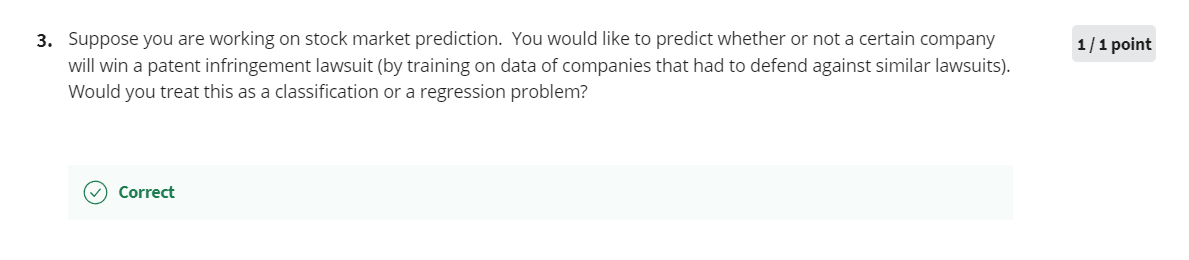 3. Suppose you are working on stock market prediction. You would like to predict whether or not a certain company
1 / 1 point
will win a patent infringement lawsuit (by training on data of companies that had to defend against similar lawsuits).
Would you treat this as a classification or a regression problem?
Correct